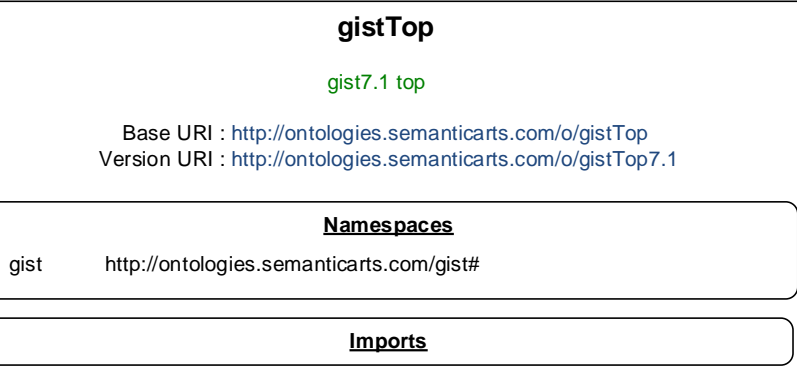 gistTop
gist7.1 top
Base URI : http://ontologies.semanticarts.com/o/gistTop
Version URI : http://ontologies.semanticarts.com/o/gistTop7.1
Namespaces
gist http://ontologies.semanticarts.com/gist#
Imports